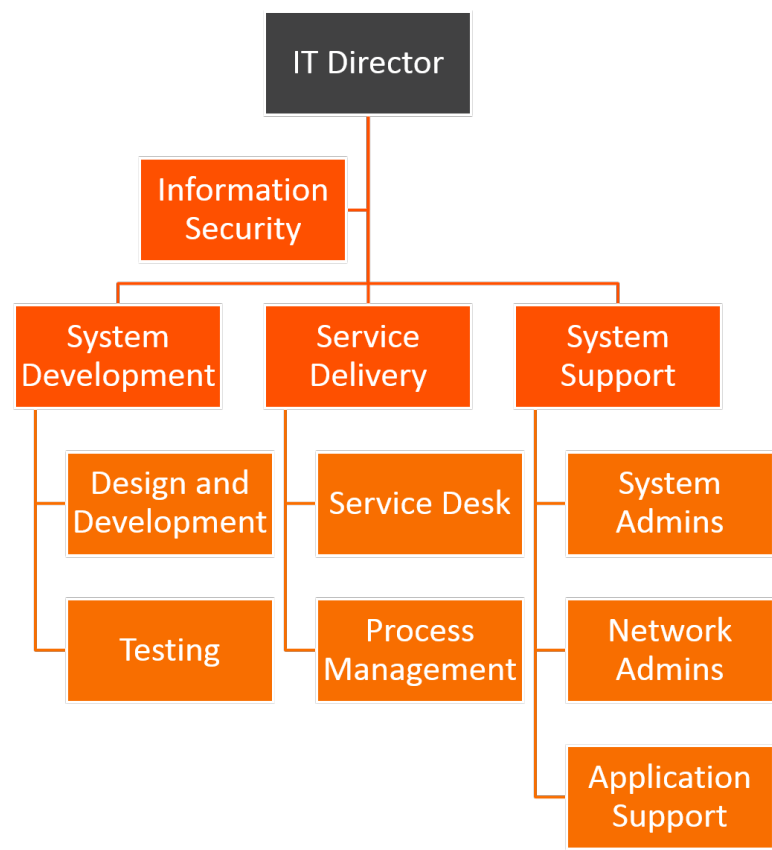 IT Director
Information
Security
System
Development
Service
Delivery
System
Support
Design and
Development
Service Desk
System
Admins
Testing
Process
Management
Network
Admins
Application
Support